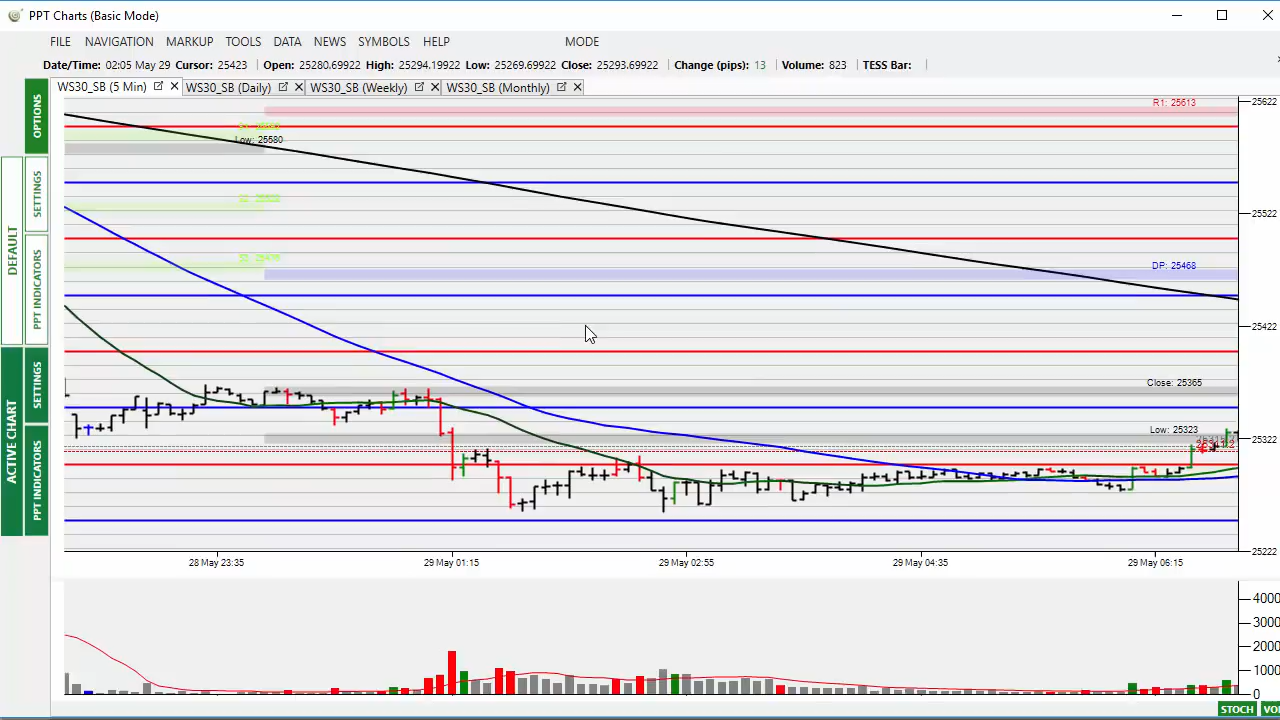 PPT Charts (Basic Mode)
FILE NAVIGATION MARKUP TOOLS DATA NEWS SYMBOLS HELP MODE
Date/Time: 02:05 May 29 Cursor: 25423 Open: 25280.69922 High: 25294.19922 Low: 25269.69922 Close: 25293.69922 Change (pips): 13 Volume: 823 TESS Bar:
WS30_SB (5 Min) WS30_SB (Daily) WS30_SB (Weekly) WS30_SB (Monthly)
OPTIONS
DEFAULT
SETTINGS
PPT INDICATORS
ACTIVE CHART
SETTINGS
PPT INDICATORS
R1: 25613
Low: 25580
DP: 25468
Close: 25365
Low: 25323
25622
25522
25422
25322
25222
28 May 23:35 29 May 01:15 29 May 02:55 29 May 04:35 29 May 06:15
4000
3000
2000
1000
0
STOCH